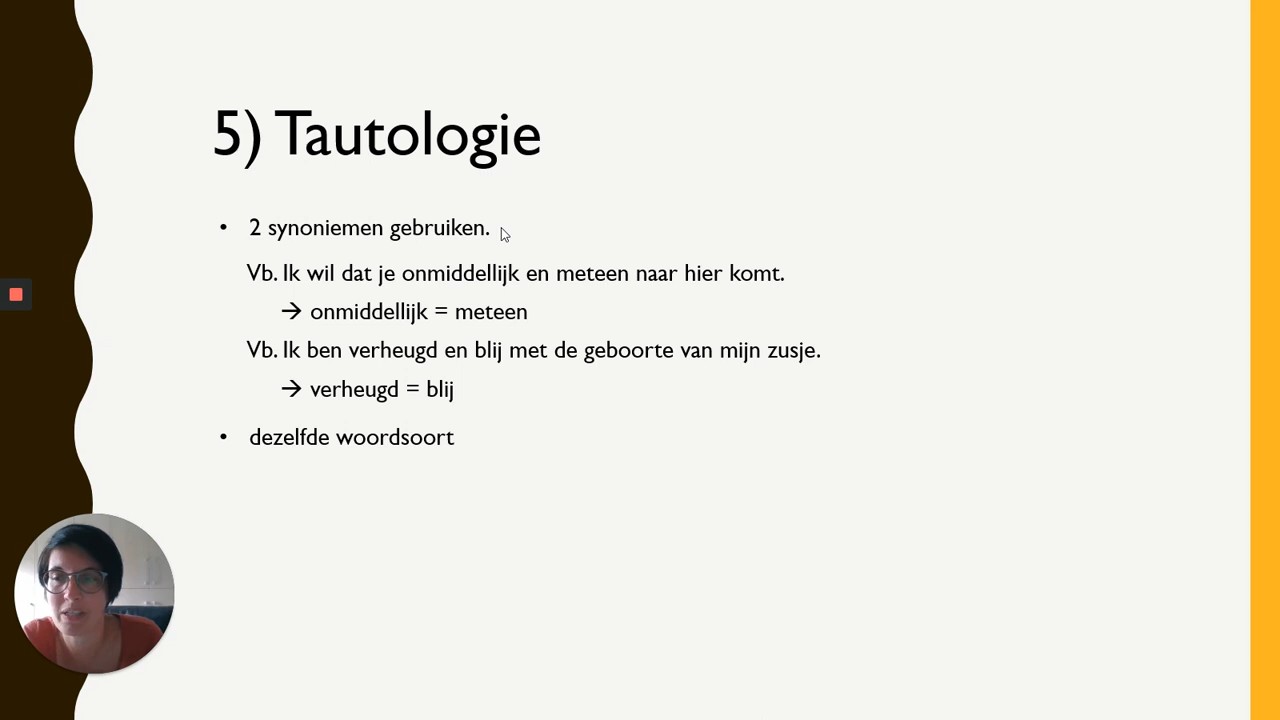 5) Tautologie
• 2 synoniemen gebruiken.
Vb. Ik wil dat je onmiddellijk en meteen naar hier komt.
→ onmiddellijk = meteen
Vb. Ik ben verheugd en blij met de geboorte van mijn zusje.
→ verheugd = blij
• dezelfde woordsoort